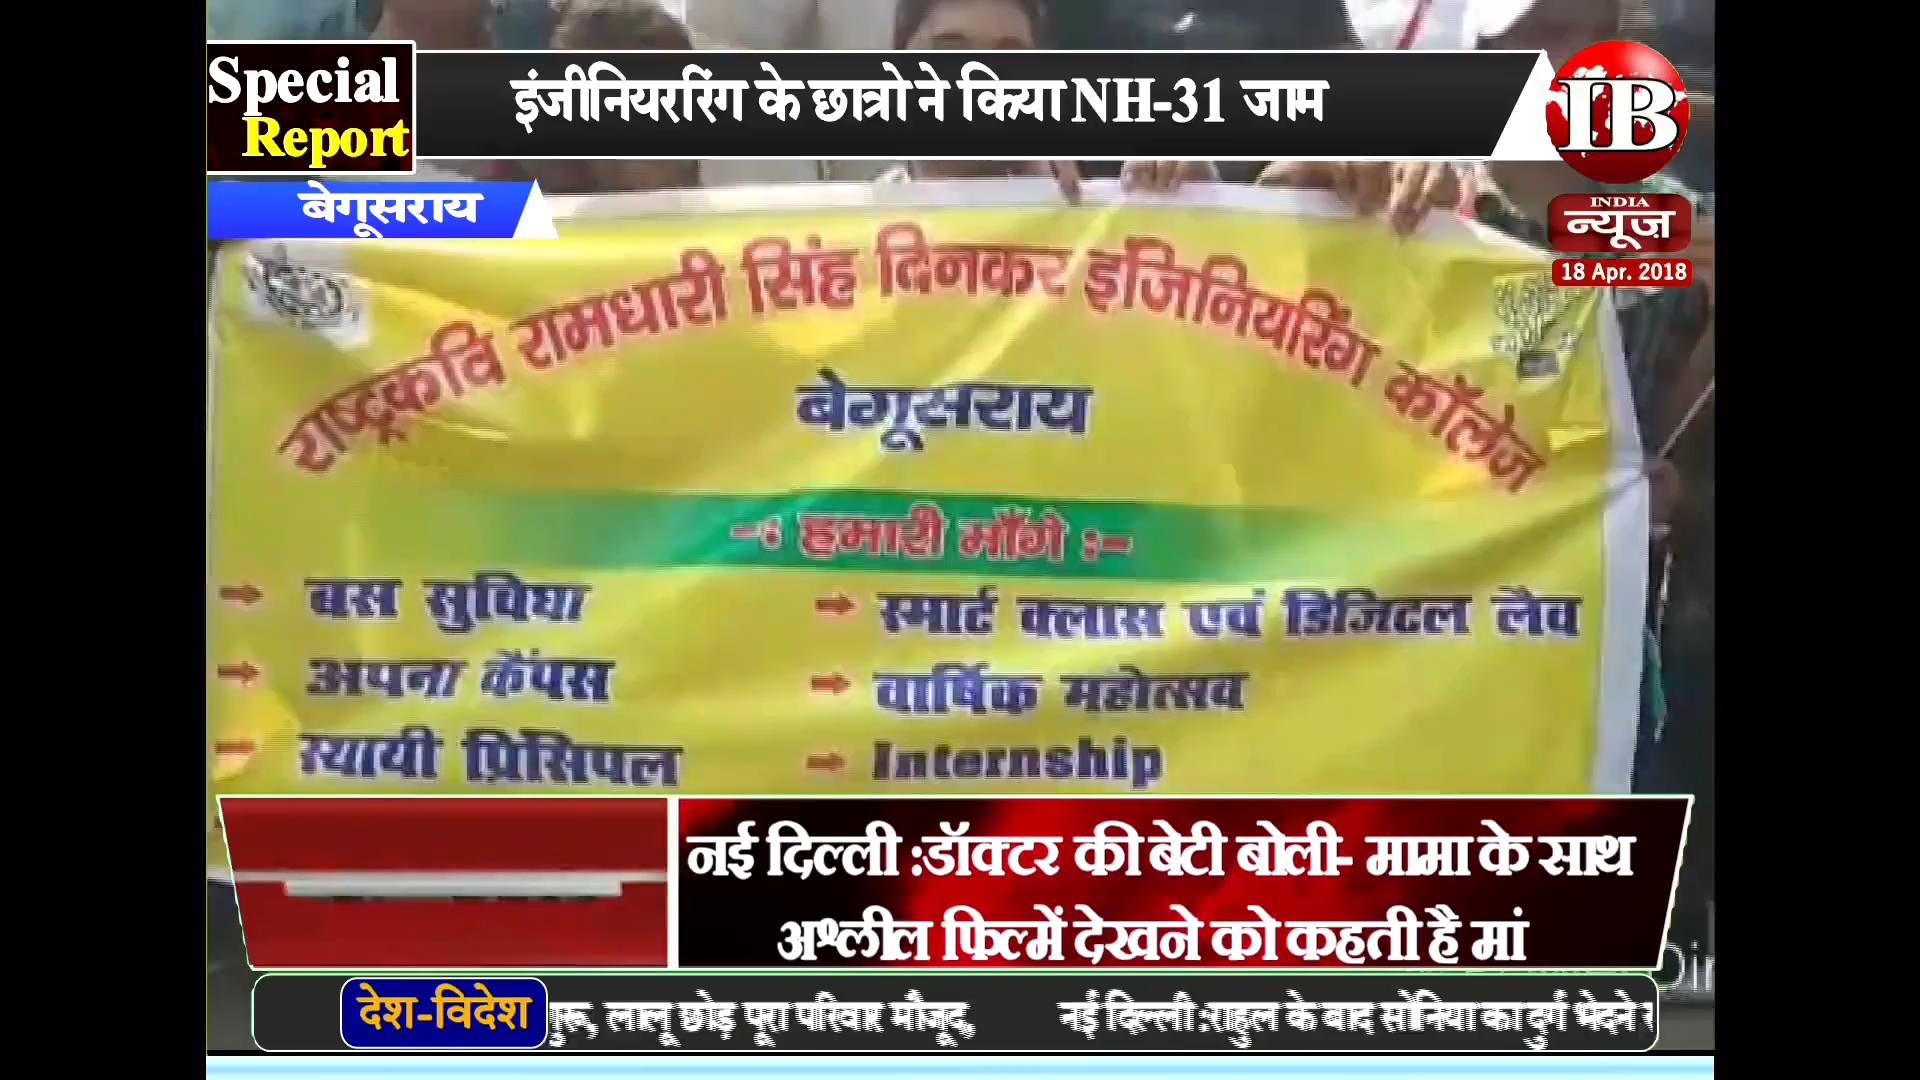 Special
Report
इंजीनियररिंग के छात्रो ने किया NH-31 जाम
IB
INDIA
न्यूज़
18 Apr. 2018
बेगूसराय
राष्ट्रकवि रामधारी सिंह दिनकर इंजिनियरिंग कॉलेज
बेगूसराय
-: हमारी माँगे :-
बस सुविधा
स्मार्ट क्लास एवं डिजिटल लैव
अपना कैंपस
वार्षिक महोत्सव
स्थायी प्रिंसिपल
Internship
नई दिल्ली :डॉक्टर की बेटी बोली- मामा के साथ
अश्लील फिल्में देखने को कहती है मां
देश-विदेश
गुरू, लालू छोड़ पूरा परिवार मौजूद,
नई दिल्ली :राहुल के बाद सोनिया का दुर्ग भेदने